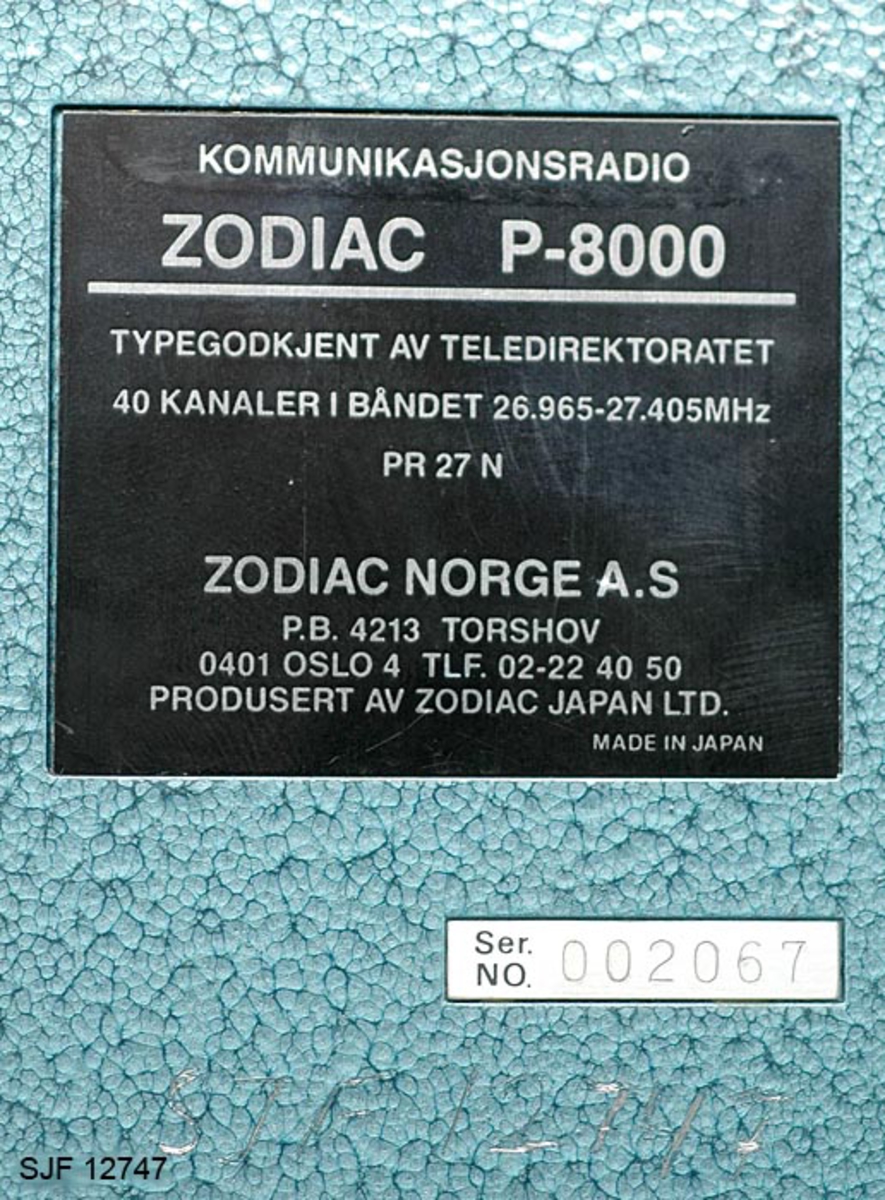 KOMMUNIKASJONSRADIO
ZODIAC P-8000
TYPEGODKJENT AV TELEDIREKTORATET
40 KANALER I BÅNDET 26.965-27.405MHz
PR 27 N
ZODIAC NORGE A.S
P.B. 4213 TORSHOV
0401 OSLO 4 TLF. 02-22 40 50
PRODUSERT AV ZODIAC JAPAN LTD.
MADE IN JAPAN
Ser.
NO. 002067
SJF 12747
SJF 12747